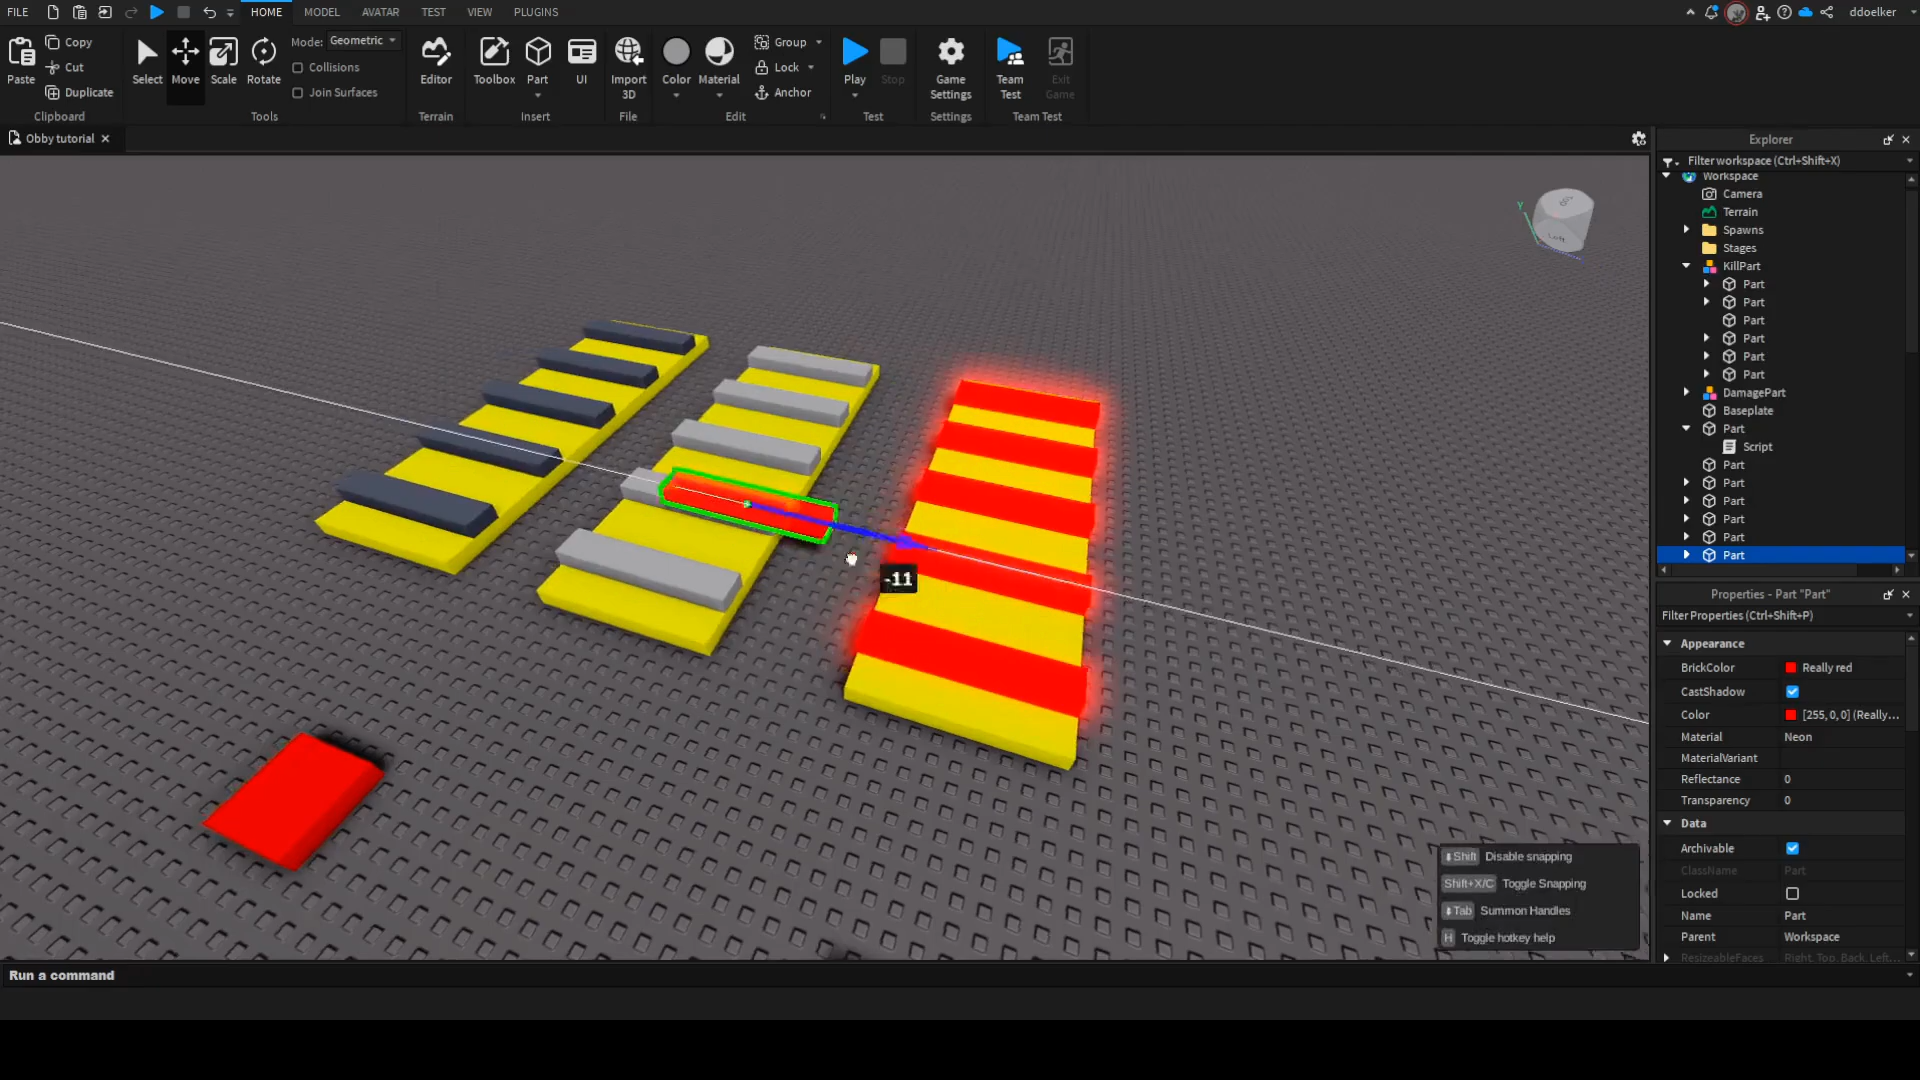 FILE HOME MODEL AVATAR TEST VIEW PLUGINS ddoelker
Copy Mode: Geometric Group
Cut Collisions Lock
Paste Duplicate Select Move Scale Rotate Join Surfaces Editor Toolbox Part UI Import 3D Color Material Anchor Play Stop Game Settings Team Test Exit Game
Clipboard Tools Terrain Insert File Edit Test Settings Team Test
Obby tutorial
Explorer
Filter workspace (Ctrl+Shift+X)
Workspace
Camera
Terrain
Spawns
Stages
KillPart
Part
Part
Part
Part
Part
Part
DamagePart
Baseplate
Part
Script
Part
Part
Part
Part
Part
Part
Y
Left
-11
Properties - Part "Part"
Filter Properties (Ctrl+Shift+P)
Appearance
BrickColor Really red
CastShadow
Color [255, 0, 0] (Really...
Material Neon
MaterialVariant
Reflectance 0
Transparency 0
Data
Archivable
ClassName Part
Locked
Name Part
Parent Workspace
ResizeableFaces Right, Top, Back, Left...
Shift Disable snapping
Shift+X/C Toggle Snapping
Tab Summon Handles
H Toggle hotkey help
Run a command